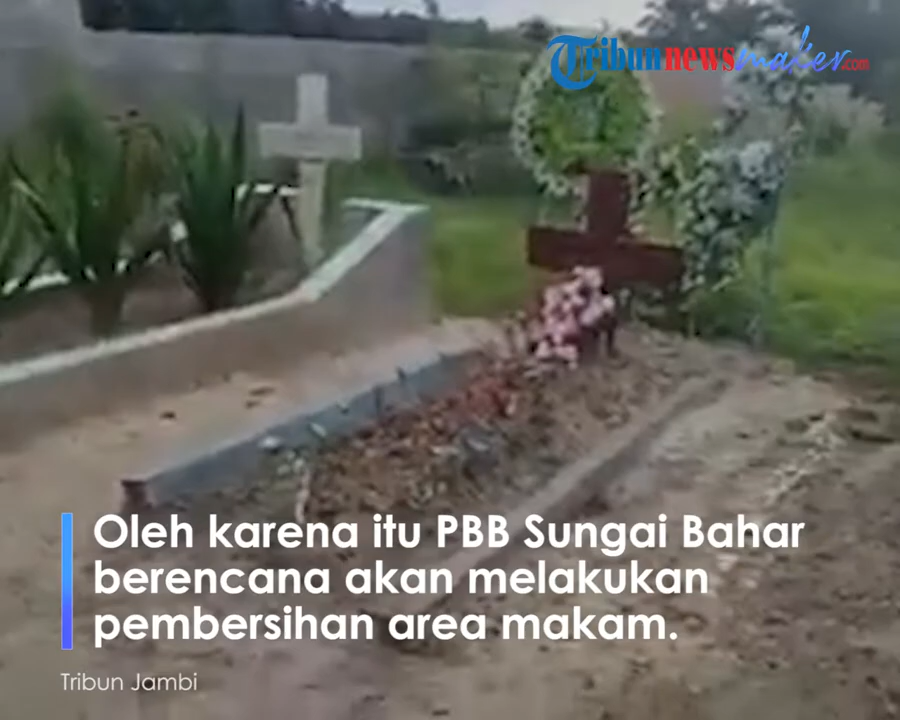 Tribunnewsmaker.com
Oleh karena itu PBB Sungai Bahar
berencana akan melakukan
pembersihan area makam.
Tribun Jambi